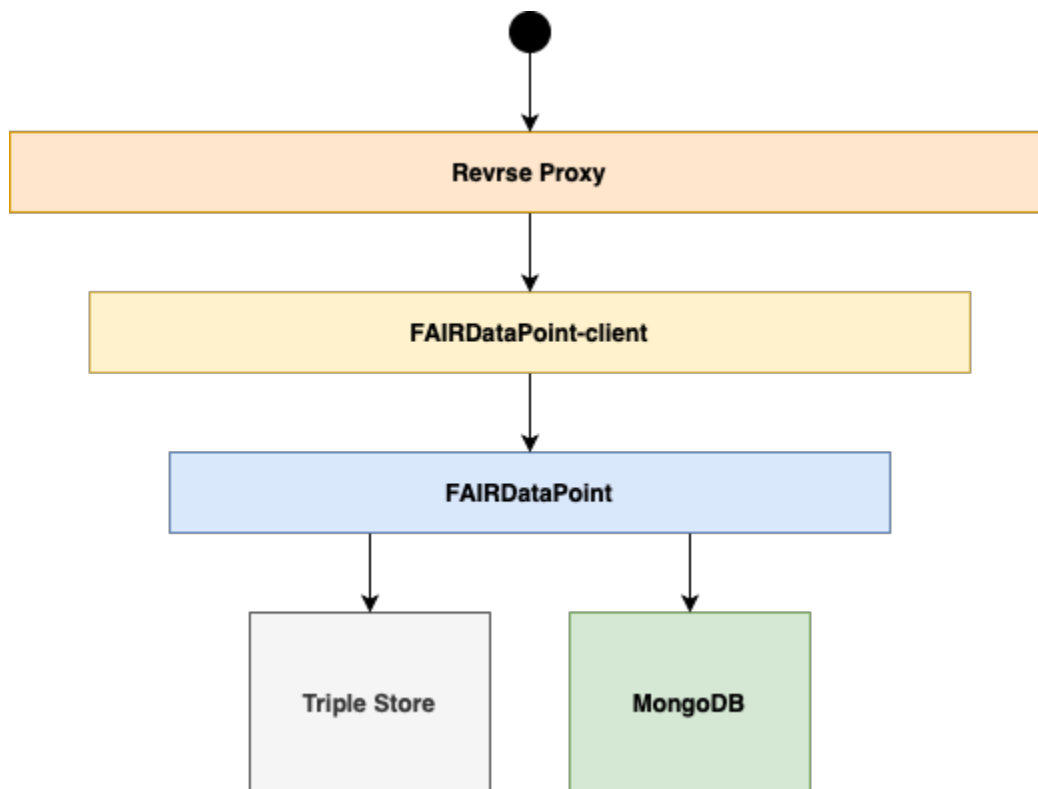 Revrse Proxy
FAIRDataPoint-client
FAIRDataPoint
Triple Store
MongoDB